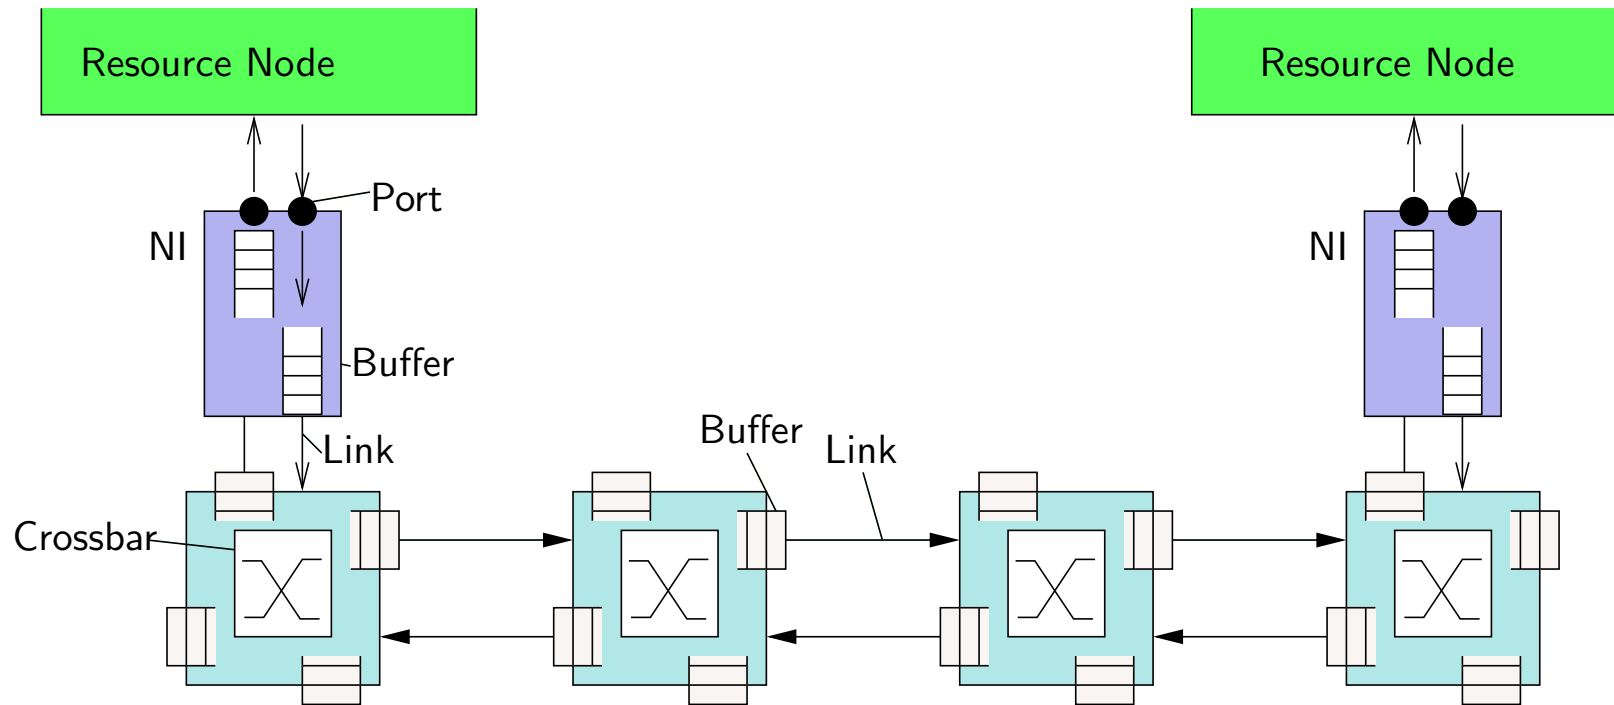 Resource Node
Resource Node
Port
NI
NI
Buffer
Buffer
Link
Link
Crossbar